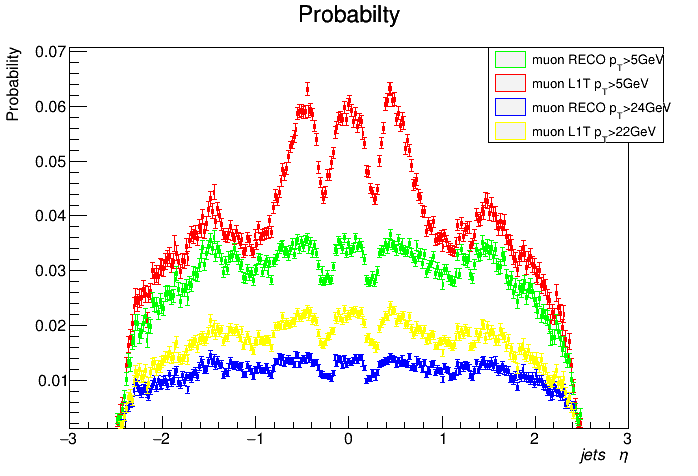 Probabilty
Probability
0.07
0.06
0.05
0.04
0.03
0.02
0.01
muon RECO p_T>5GeV
muon L1T p_T>5GeV
muon RECO p_T>24GeV
muon L1T p_T>22GeV
−3 −2 −1 0 1 2 3
jets η